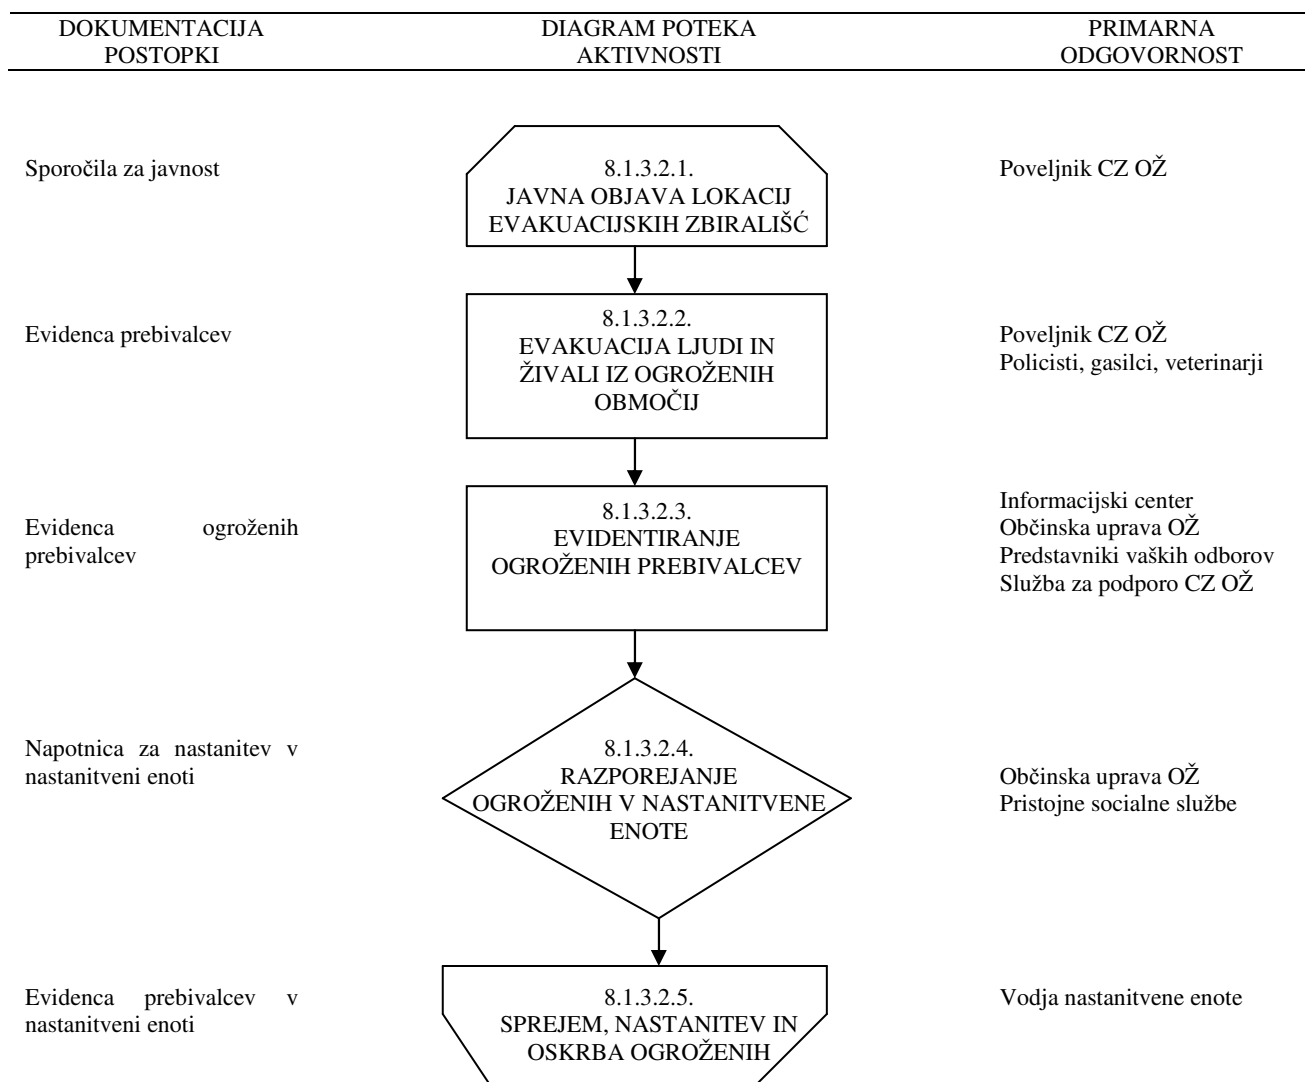 DOKUMENTACIJA
POSTOPKI
DIAGRAM POTEKA
AKTIVNOSTI
PRIMARNA
ODGOVORNOST
Sporočila za javnost
8.1.3.2.1.
JAVNA OBJAVA LOKACIJ
EVAKUACIJSKIH ZBIRALIŠĆ
Poveljnik CZ OŽ
Evidenca prebivalcev
8.1.3.2.2.
EVAKUACIJA LJUDI IN
ŽIVALI IZ OGROŽENIH
OBMOČIJ
Poveljnik CZ OŽ
Policisti, gasilci, veterinarji
Evidenca ogroženih
prebivalcev
8.1.3.2.3.
EVIDENTIRANJE
OGROŽENIH PREBIVALCEV
Informacijski center
Občinska uprava OŽ
Predstavniki vaških odborov
Služba za podporo CZ OŽ
Napotnica za nastanitev v
nastanitveni enoti
8.1.3.2.4.
RAZPOREJANJE
OGROŽENIH V NASTANITVENE
ENOTE
Občinska uprava OŽ
Pristojne socialne službe
Evidenca prebivalcev v
nastanitveni enoti
8.1.3.2.5.
SPREJEM, NASTANITEV IN
OSKRBA OGROŽENIH
Vodja nastanitvene enote